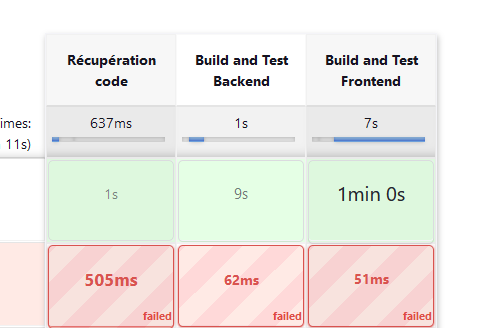 Récupération Build and Test Build and Test
code Backend Frontend
imes: 637ms 1s 7s
11s)
1s 9s 1min 0s
505ms 62ms 51ms
failed failed failed